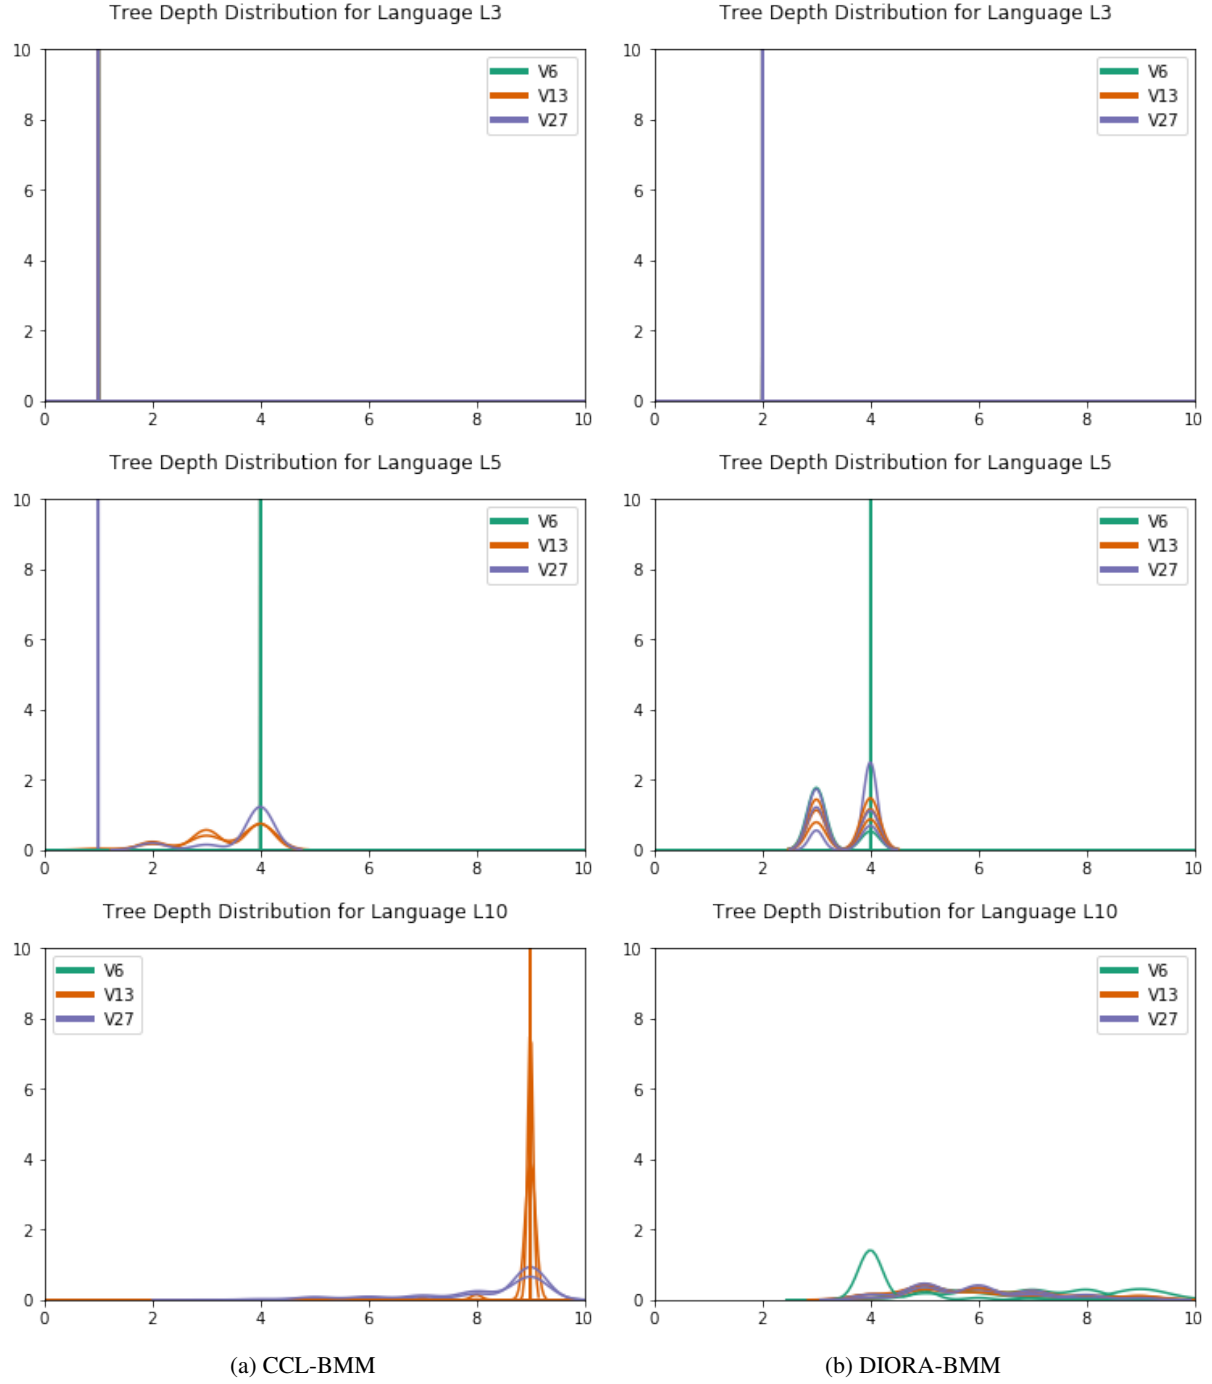 Tree Depth Distribution for Language L3
10
8
6
4
2
0
0 2 4 6 8 10
V6
V13
V27
Tree Depth Distribution for Language L3
10
8
6
4
2
0
0 2 4 6 8 10
V6
V13
V27
Tree Depth Distribution for Language L5
10
8
6
4
2
0
0 2 4 6 8 10
V6
V13
V27
Tree Depth Distribution for Language L5
10
8
6
4
2
0
0 2 4 6 8 10
V6
V13
V27
Tree Depth Distribution for Language L10
10
8
6
4
2
0
0 2 4 6 8 10
V6
V13
V27
Tree Depth Distribution for Language L10
10
8
6
4
2
0
0 2 4 6 8 10
V6
V13
V27
(a) CCL-BMM
(b) DIORA-BMM